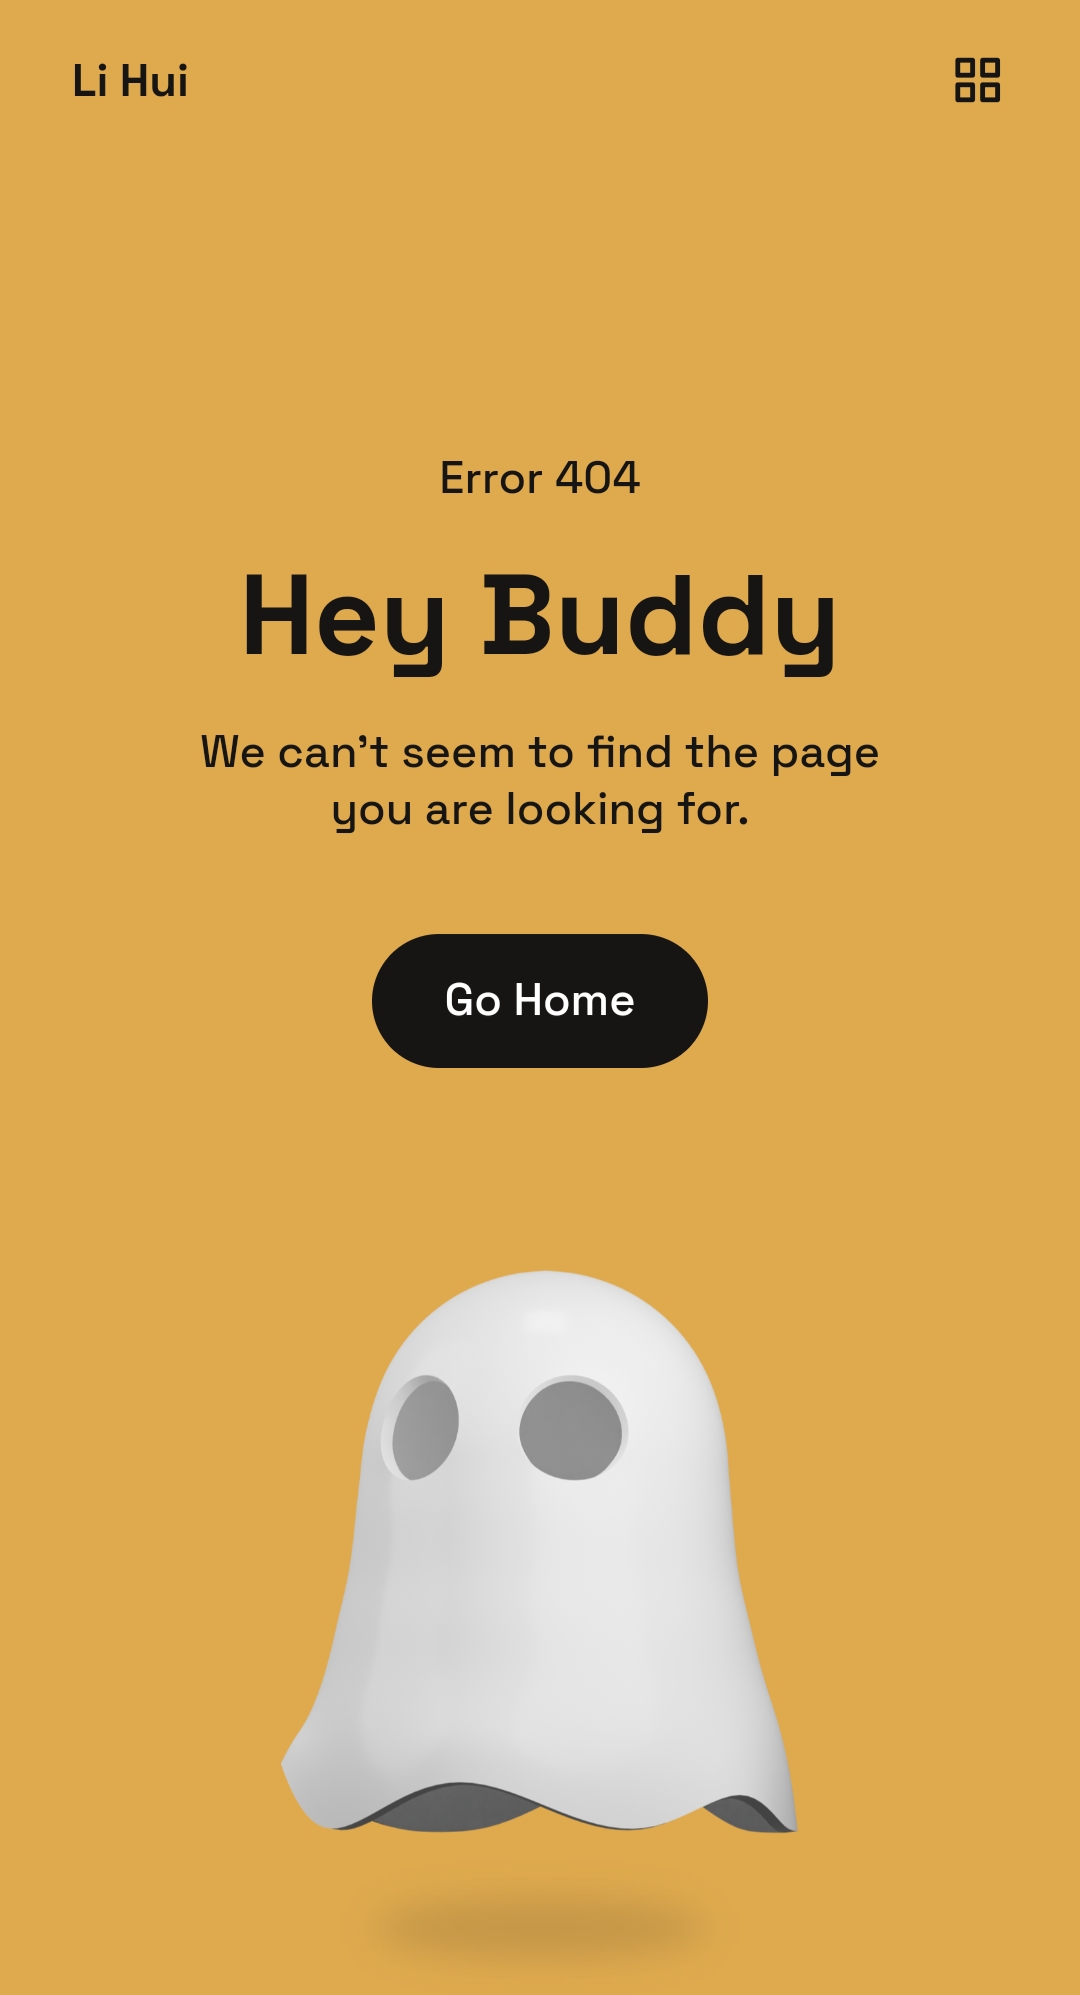 Li Hui
Error 404
Hey Buddy
We can’t seem to find the page
you are looking for.
Go Home